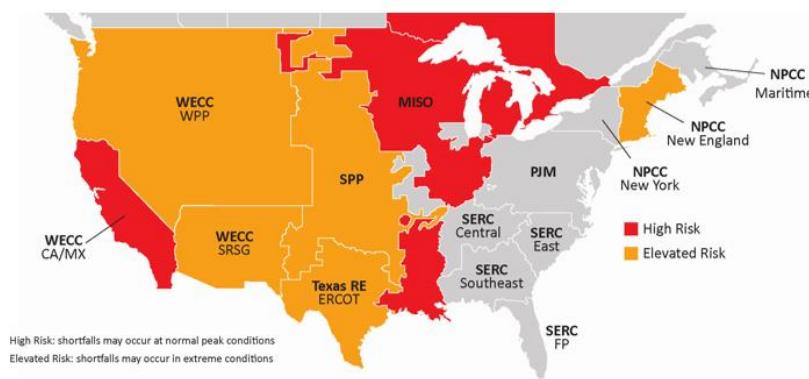 NPCC
Maritime
WECC
WPP
MISO
NPCC
New England
SPP
PJM
NPCC
New York
WECC
CA/MX
WECC
SRSG
SERC
Central
SERC
East
High Risk
Elevated Risk
SERC
Southeast
Texas RE
ERCOT
SERC
FP
High Risk: shortfalls may occur at normal peak conditions
Elevated Risk: shortfalls may occur in extreme conditions